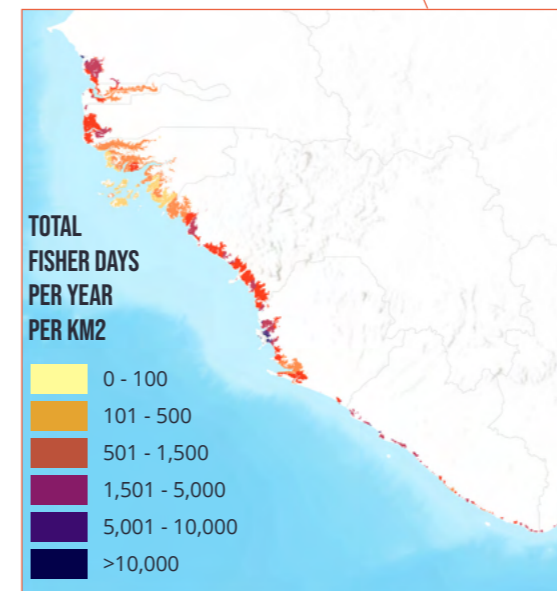 TOTAL
FISHER DAYS
PER YEAR
PER KM2
0 - 100
101 - 500
501 - 1,500
1,501 - 5,000
5,001 - 10,000
>10,000